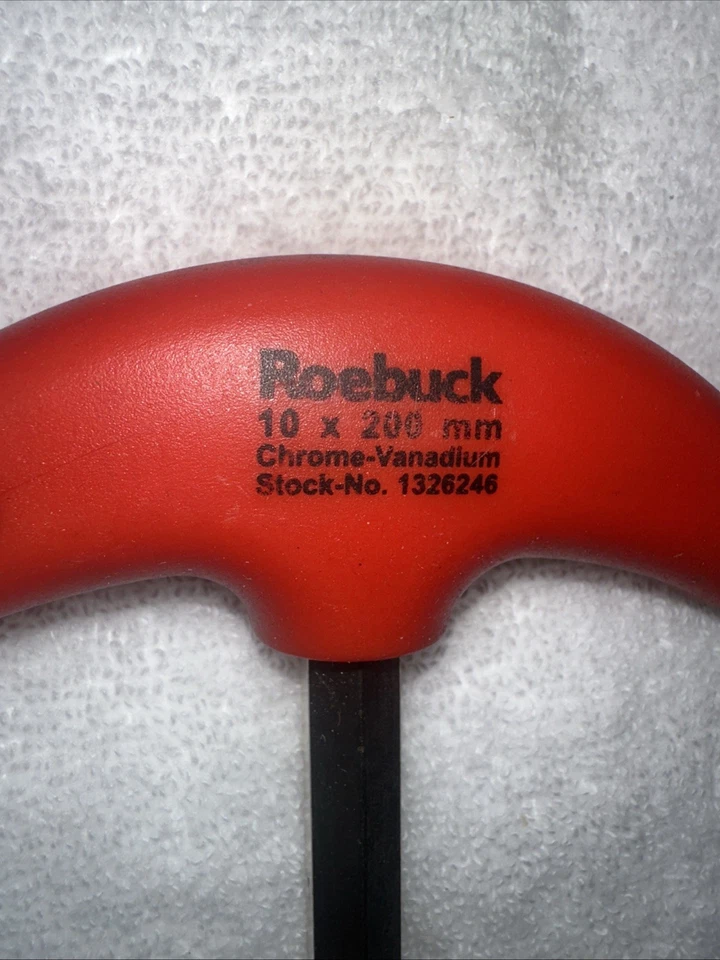 Roebuck
10 x 200 mm
Chrome-Vanadium
Stock-No. 1326246